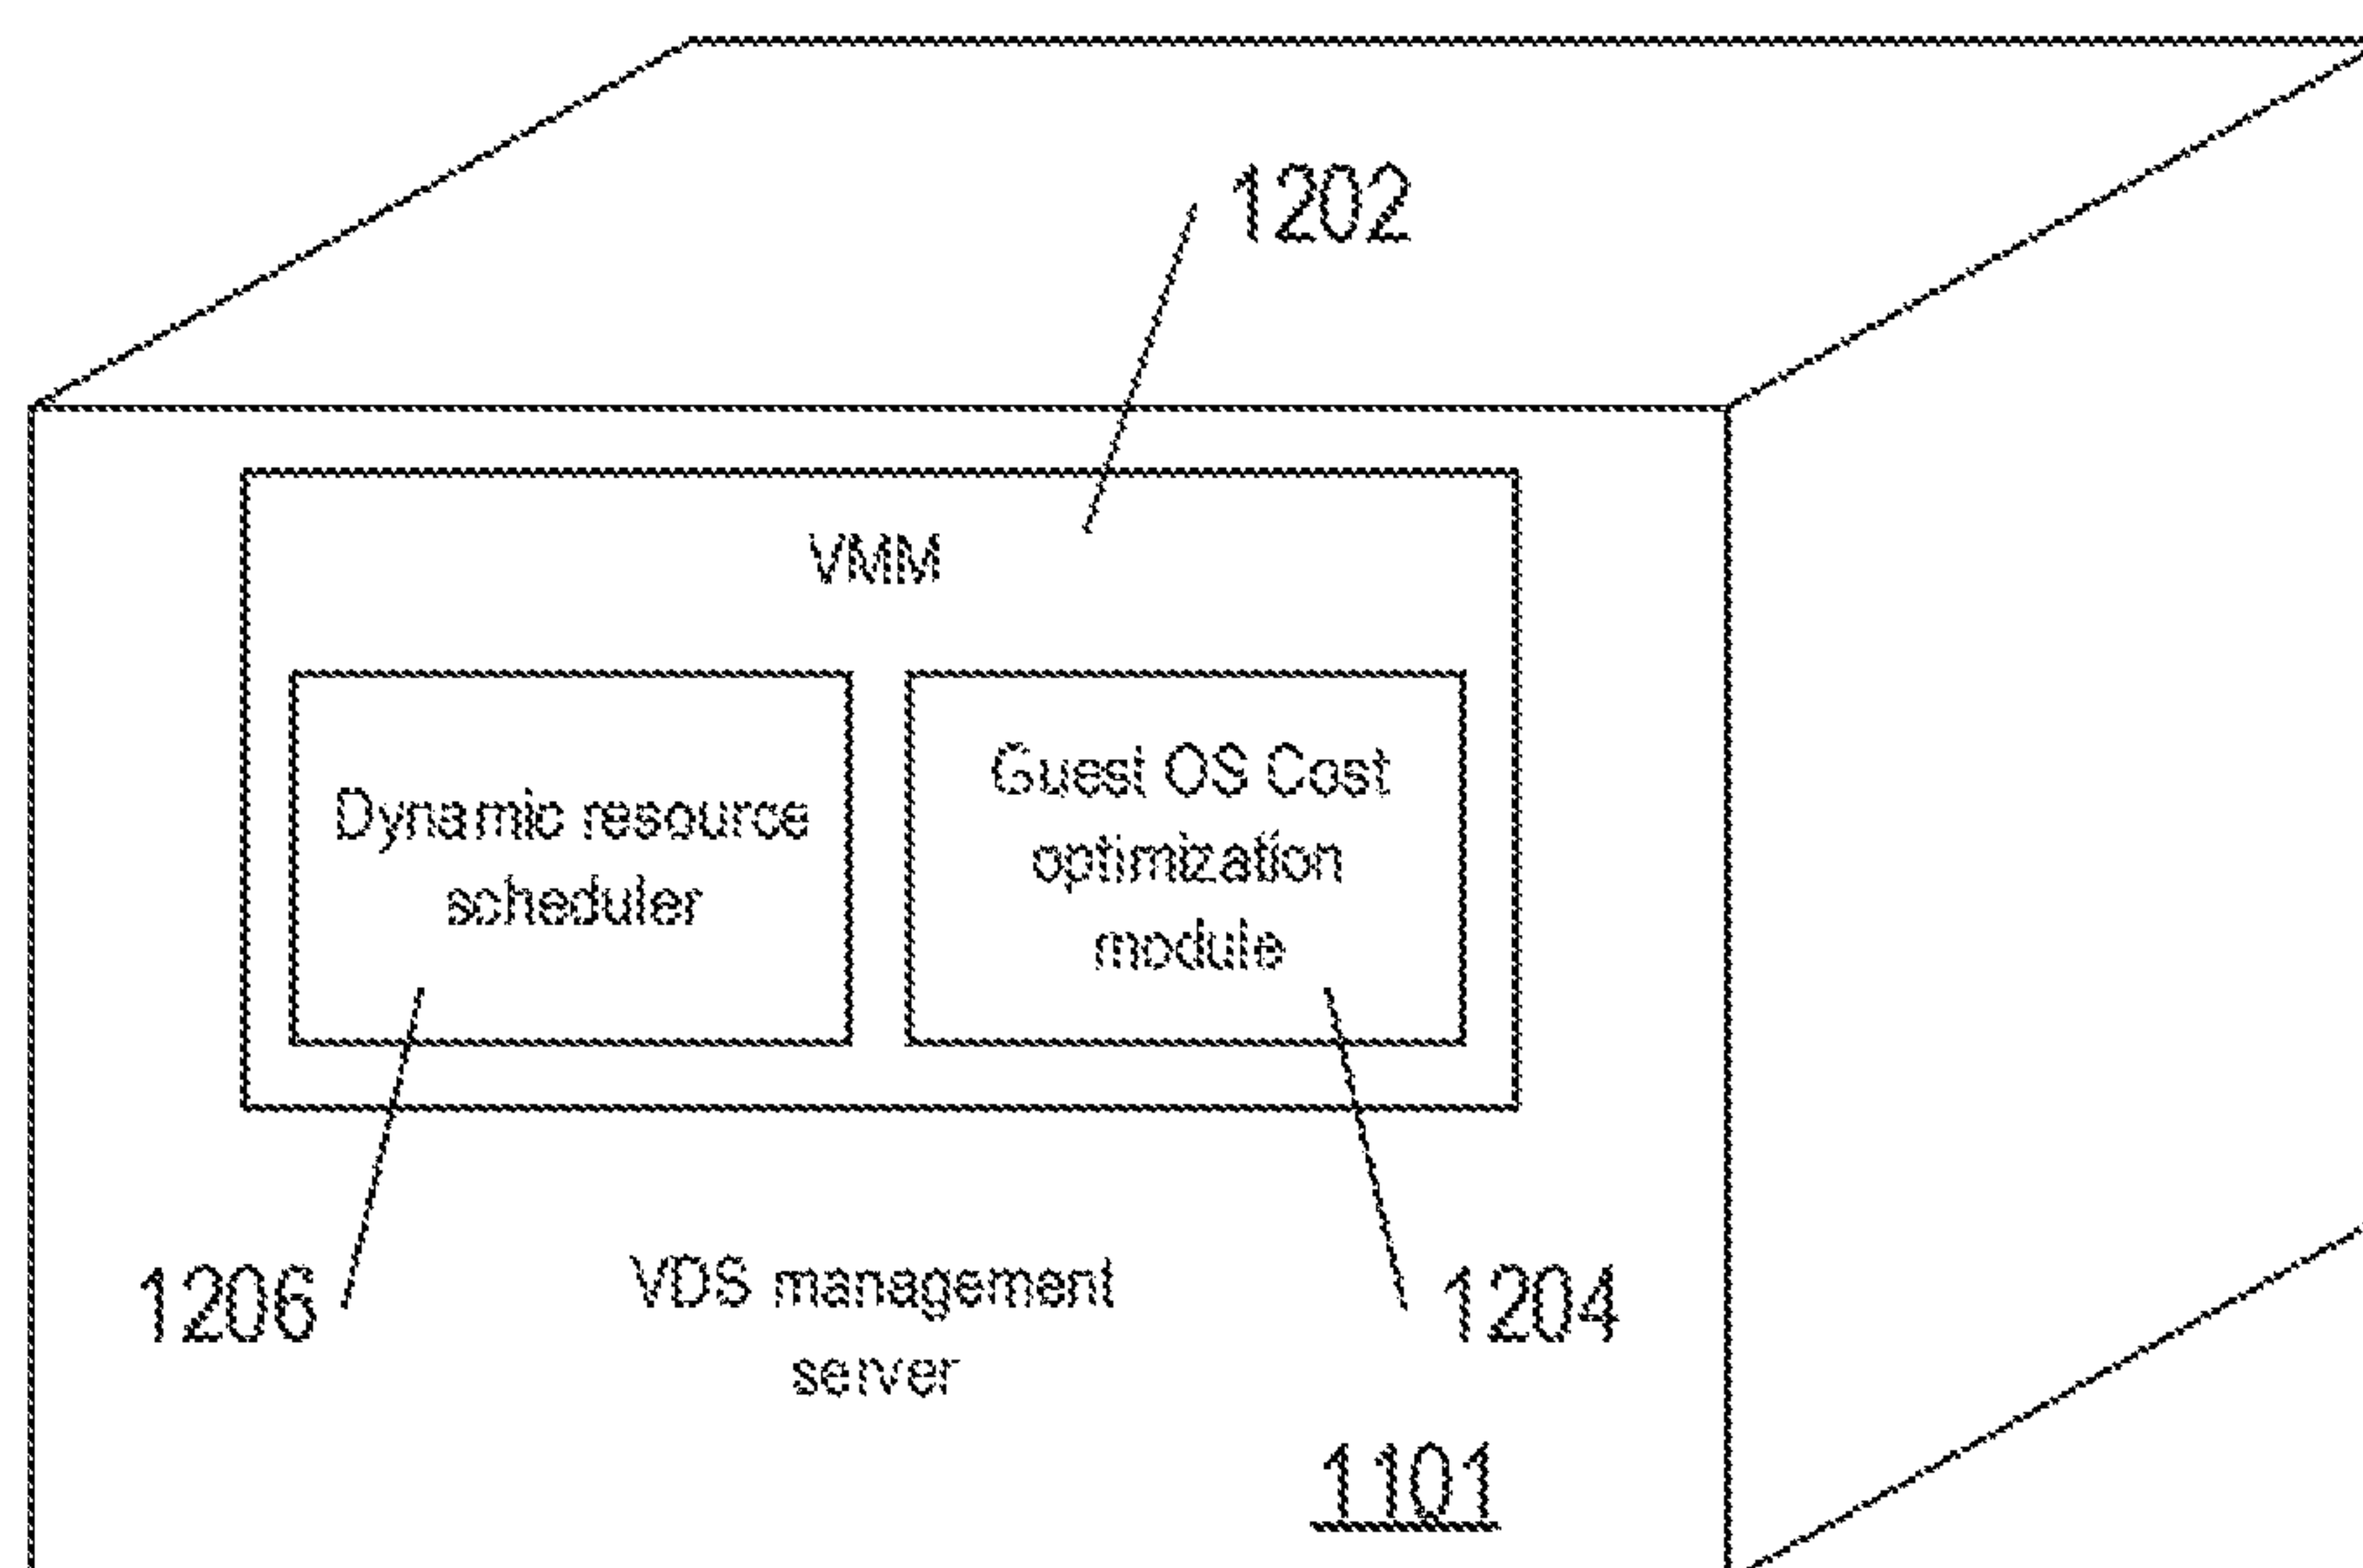 1202
VMM
Dynamic resource
scheduler
Guest OS Cost
optimization
module
1206
VDS management
server
1204
1101